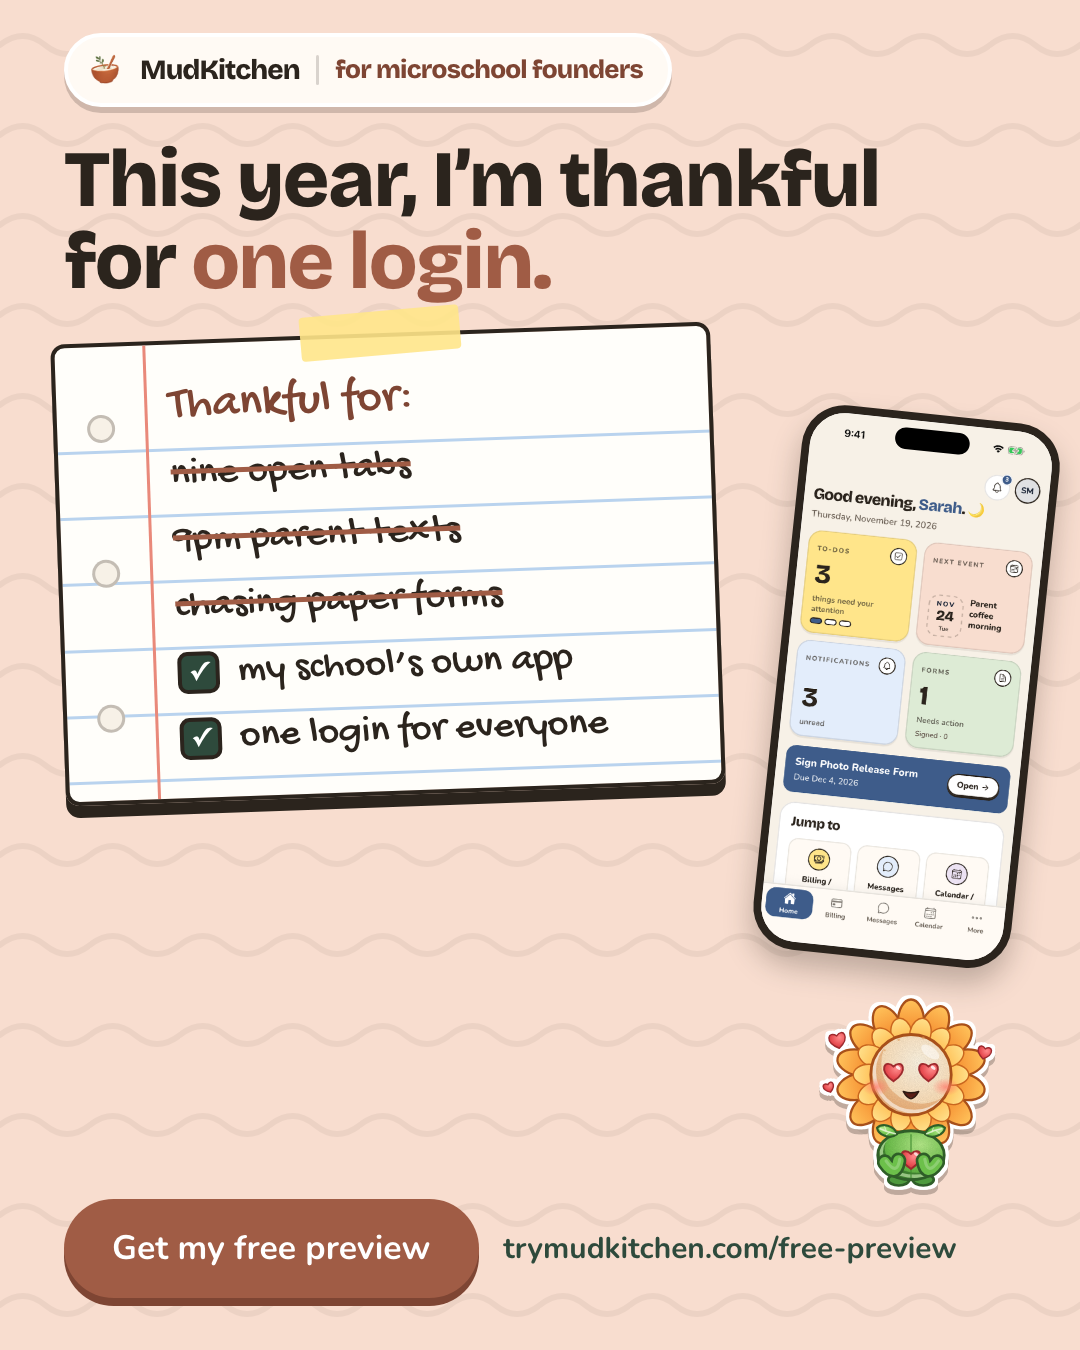 MudKitchen | for microschool founders
This year, I'm thankful
for one login.
Thankful for:
nine open tabs
9pm parent texts
chasing paper forms
my school's own app
one login for everyone
9:41
3
SM
Good evening, Sarah.
Thursday, November 19, 2026
TO-DOS
3
things need your
attention
NEXT EVENT
NOV
24
Tue
Parent
coffee
morning
NOTIFICATIONS
3
unread
FORMS
1
Needs action
Signed · 0
Sign Photo Release Form
Due Dec 4, 2026
Open →
Jump to
Billing /
Messages
Calendar /
Home
Billing
Messages
Calendar
More
Get my free preview
trymudkitchen.com/free-preview